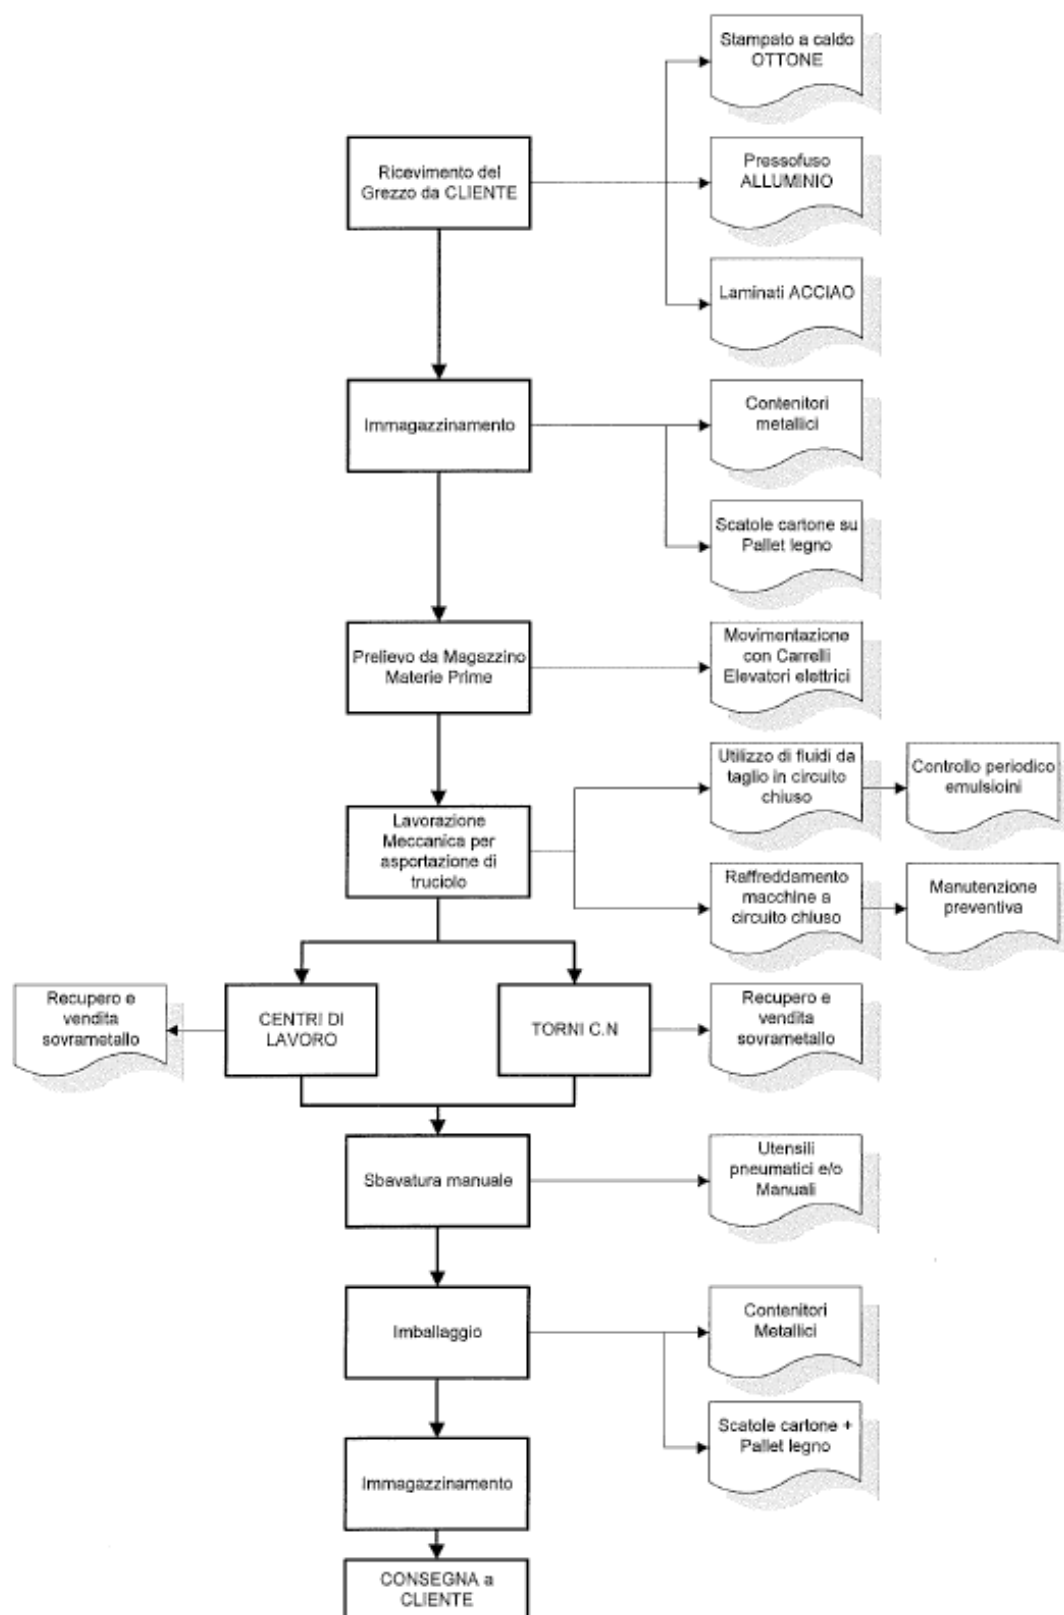 Stampato a caldo
OTTONE
Ricevimento del
Grezzo da CLIENTE
Pressofuso
ALLUMINIO
Laminati ACCIAO
Immagazzinamento
Contenitori
metallici
Scatole cartone su
Pallet legno
Prelievo da Magazzino
Materie Prime
Movimentazione
con Carrelli
Elevatori elettrici
Lavorazione
Meccanica per
asportazione di
truciolo
Utilizzo di fluidi da
taglio in circuito
chiuso
Controllo periodico
emulsioini
Raffreddamento
macchine a
circuito chiuso
Manutenzione
preventiva
Recupero e
vendita
sovrametallo
CENTRI DI
LAVORO
TORNI C.N
Recupero e
vendita
sovrametallo
Sbavatura manuale
Utensili
pneumatici e/o
Manuali
Imballaggio
Contenitori
Metallici
Scatole cartone +
Pallet legno
Immagazzinamento
CONSEGNA a
CLIENTE